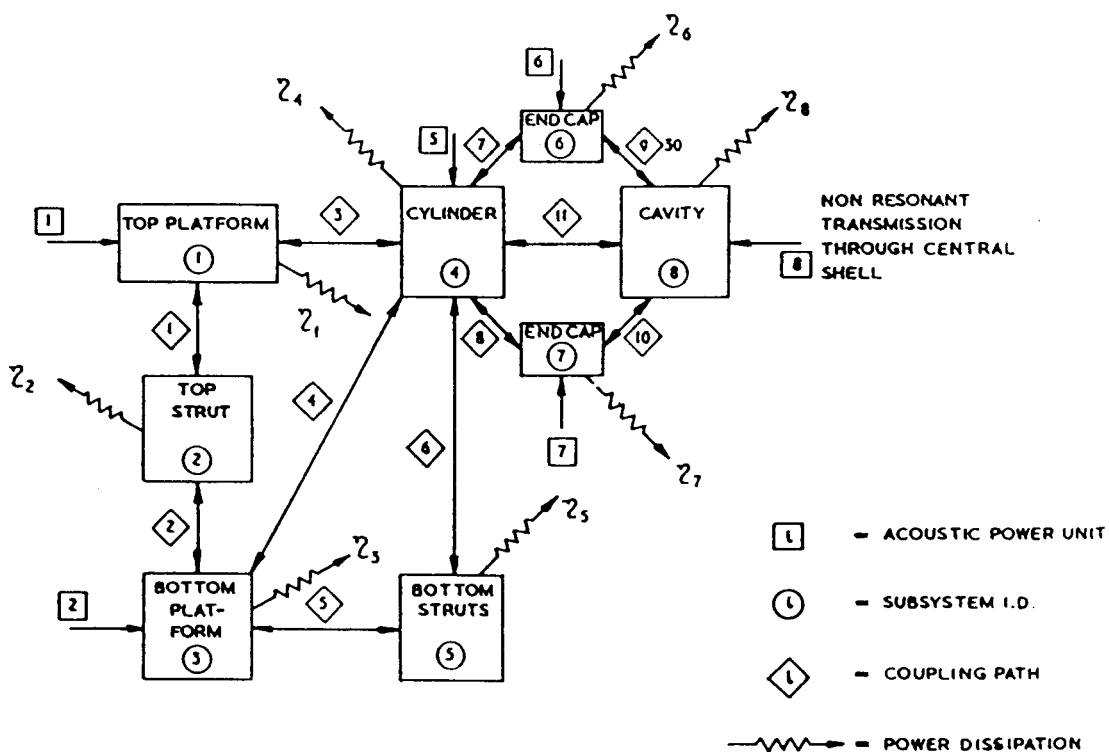 η₆
6
END CAP
6
η₄
5
7
9 30
η₈
CYLINDER
4
11
CAVITY
8
NON RESONANT
TRANSMISSION
THROUGH CENTRAL
SHELL
8
1
TOP PLATFORM
1
3
η₁
1
8
END CAP
7
10
7
η₇
η₂
TOP
STRUT
2
4
6
2
η₃
η₅
2
BOTTOM
PLAT-
FORM
3
5
BOTTOM
STRUTS
5
i = ACOUSTIC POWER UNIT
i = SUBSYSTEM I.D.
i = COUPLING PATH
= POWER DISSIPATION